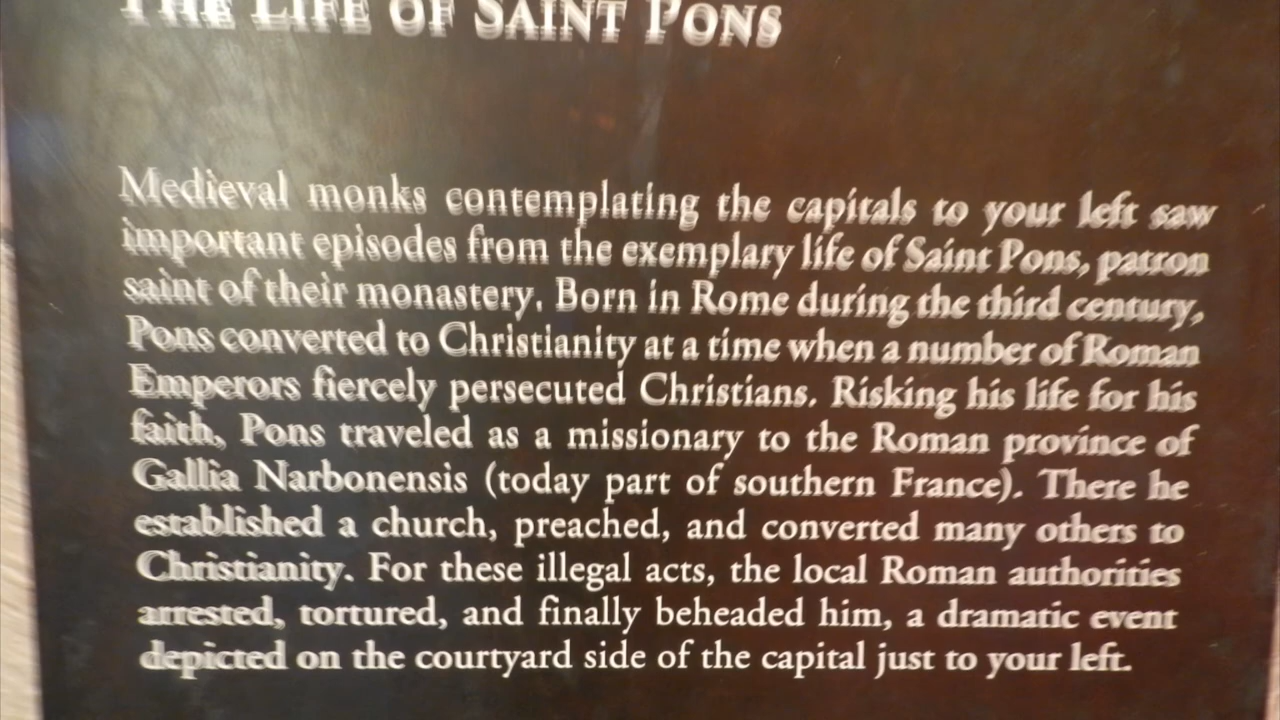 THE LIFE OF SAINT PONS
Medieval monks contemplating the capitals to your left saw
important episodes from the exemplary life of Saint Pons, patron
saint of their monastery. Born in Rome during the third century,
Pons converted to Christianity at a time when a number of Roman
Emperors fiercely persecuted Christians. Risking his life for his
faith, Pons traveled as a missionary to the Roman province of
Gallia Narbonensis (today part of southern France). There he
established a church, preached, and converted many others to
Christianity. For these illegal acts, the local Roman authorities
arrested, tortured, and finally beheaded him, a dramatic event
depicted on the courtyard side of the capital just to your left.